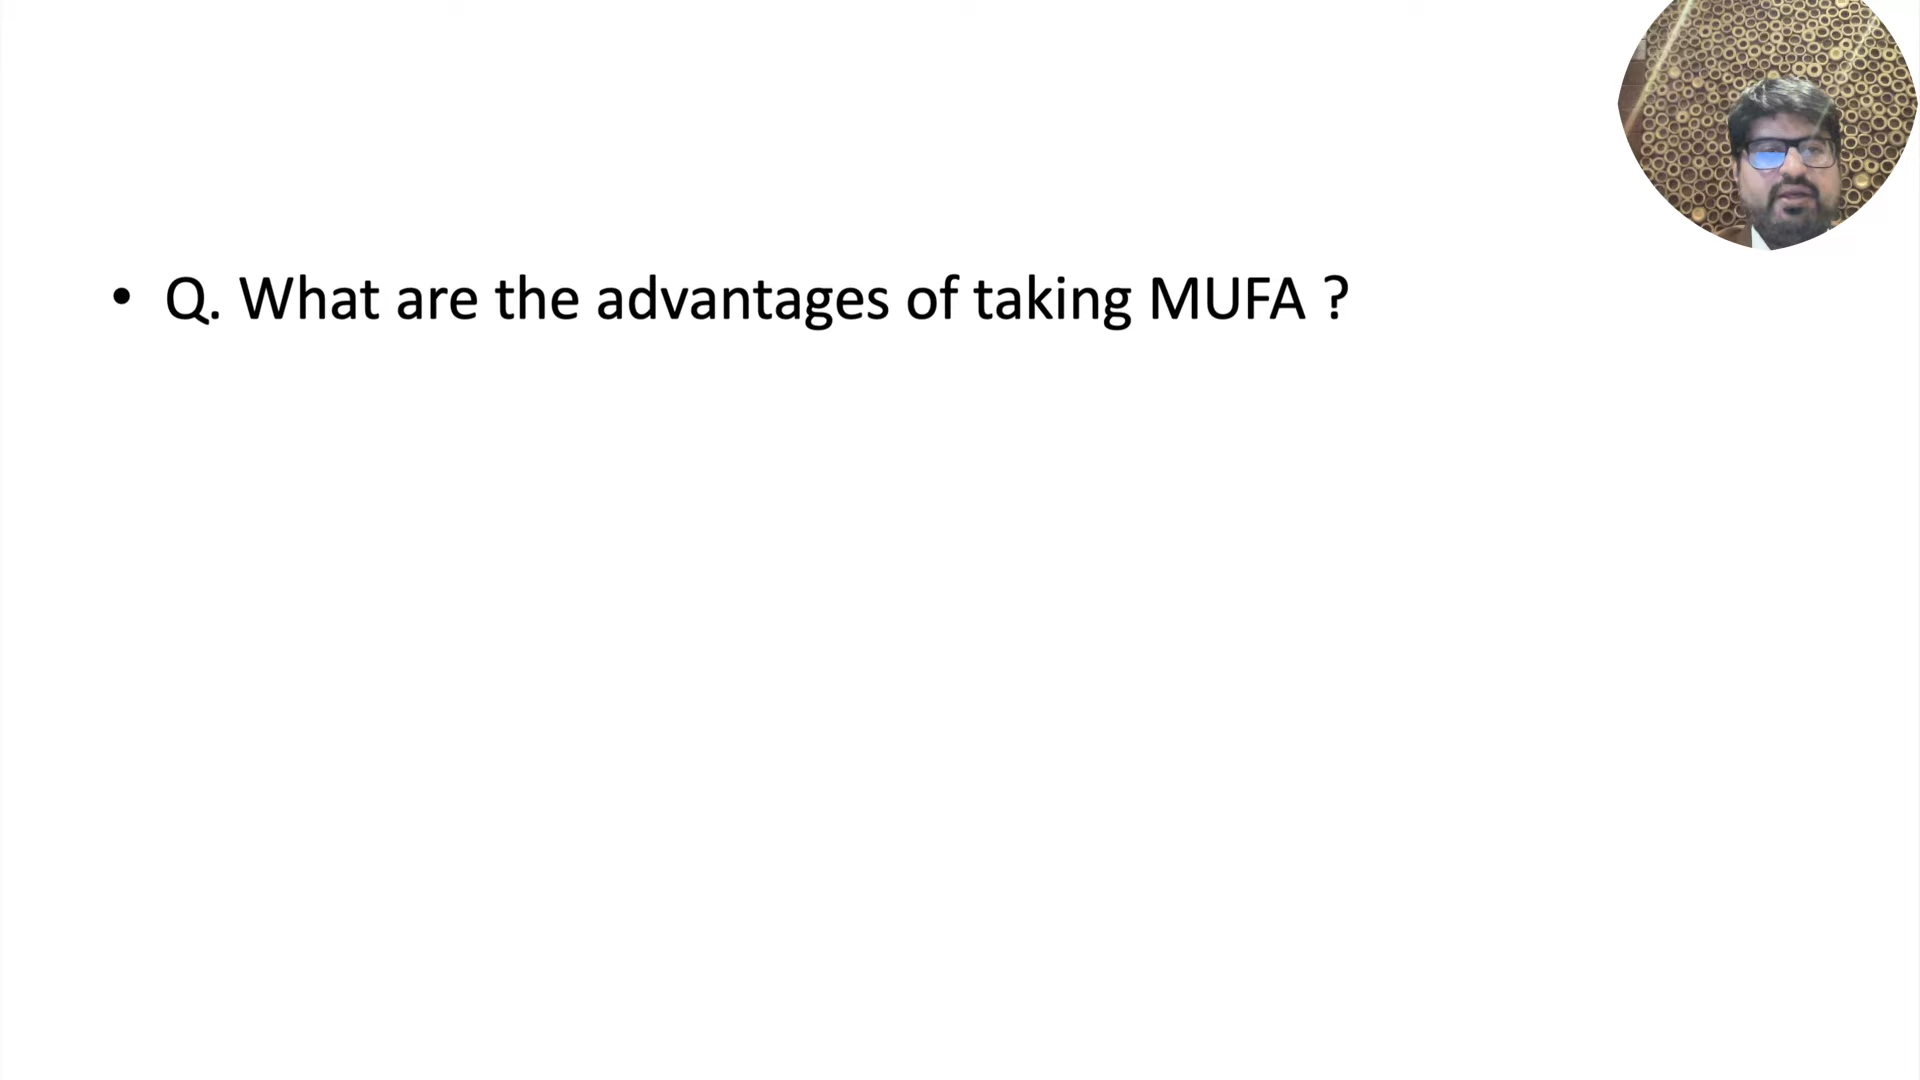 • Q. What are the advantages of taking MUFA ?